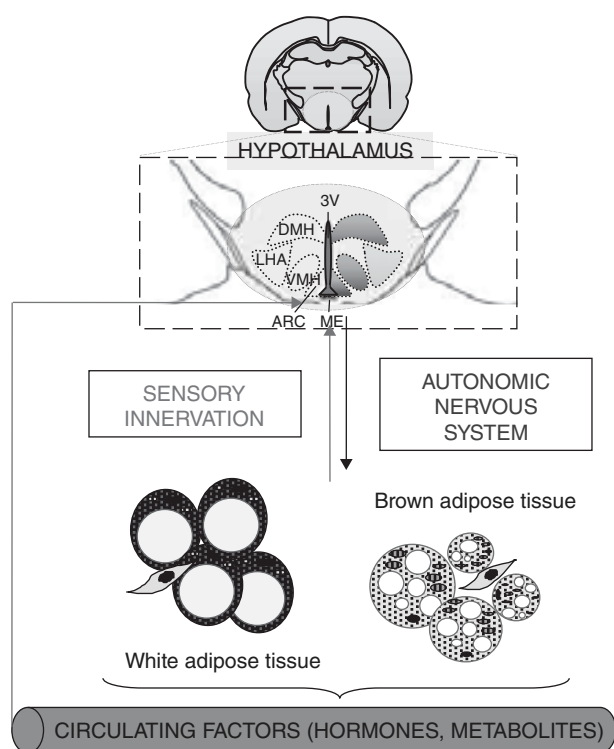 HYPOTHALAMUS
3V
DMH
LHA
VMH
ARC ME
SENSORY
INNERVATION
AUTONOMIC
NERVOUS
SYSTEM
Brown adipose tissue
White adipose tissue
CIRCULATING FACTORS (HORMONES, METABOLITES)